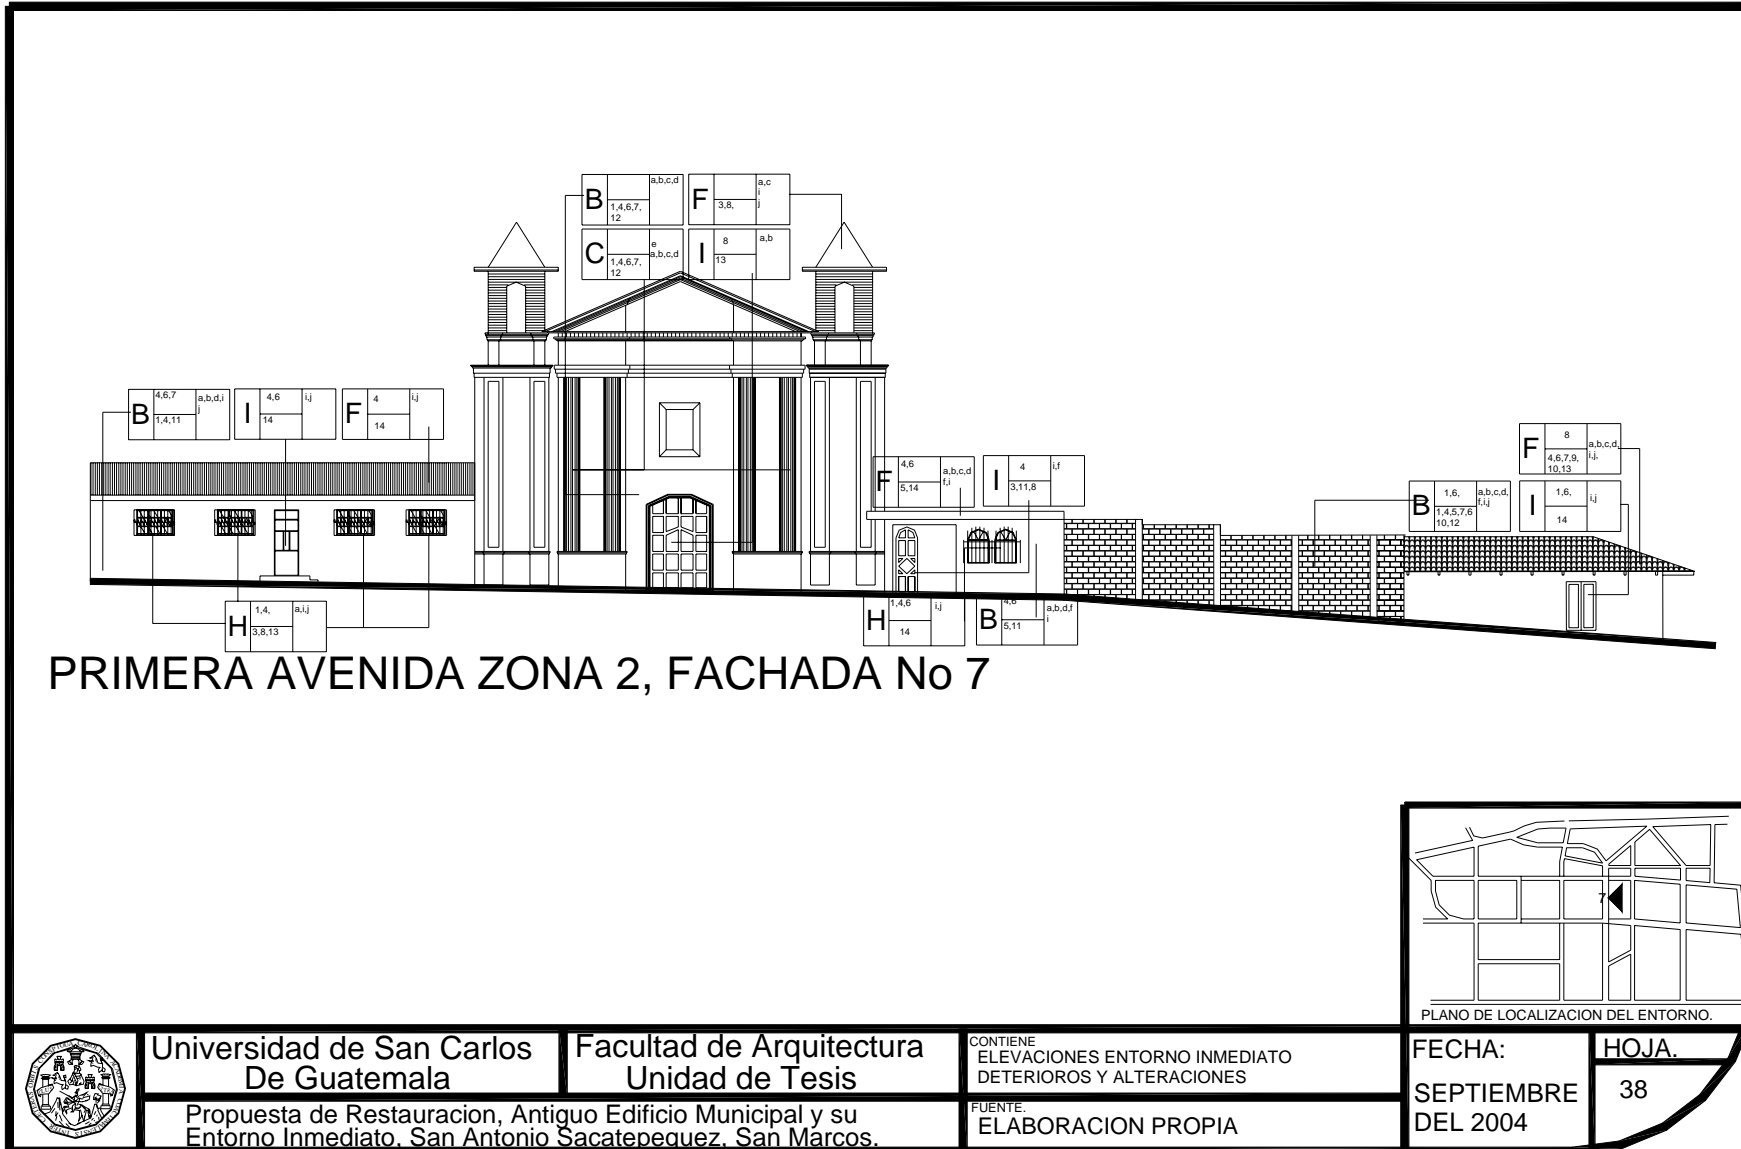 B
a,b,c,d
1,4,6,7,
12
F
a,c
i
j
3,8,
C
e
a,b,c,d
1,4,6,7,
12
I
8
a,b
13
B
4,6,7
a,b,d,i
j
1,4,11
I
4,6
i,j
14
F
4
i,j
14
F
4,6
a,b,c,d
f,i
5,14
I
4
i,f
3,11,8
F
8
a,b,c,d,
i,j,
4,6,7,9,
10,13
B
1,6,
a,b,c,d,
f,i,j
1,4,5,7,6
10,12
I
1,6,
i,j
14
H
1,4,
a,i,j
3,8,13
H
1,4,6
i,j
14
B
4,6
a,b,d,f
i
5,11
PRIMERA AVENIDA ZONA 2, FACHADA No 7
7
PLANO DE LOCALIZACION DEL ENTORNO.
Universidad de San Carlos
De Guatemala
Facultad de Arquitectura
Unidad de Tesis
CONTIENE
ELEVACIONES ENTORNO INMEDIATO
DETERIOROS Y ALTERACIONES
FECHA:
SEPTIEMBRE
DEL 2004
HOJA.
38
Propuesta de Restauracion, Antiguo Edificio Municipal y su
Entorno Inmediato, San Antonio Sacatepequez, San Marcos.
FUENTE.
ELABORACION PROPIA